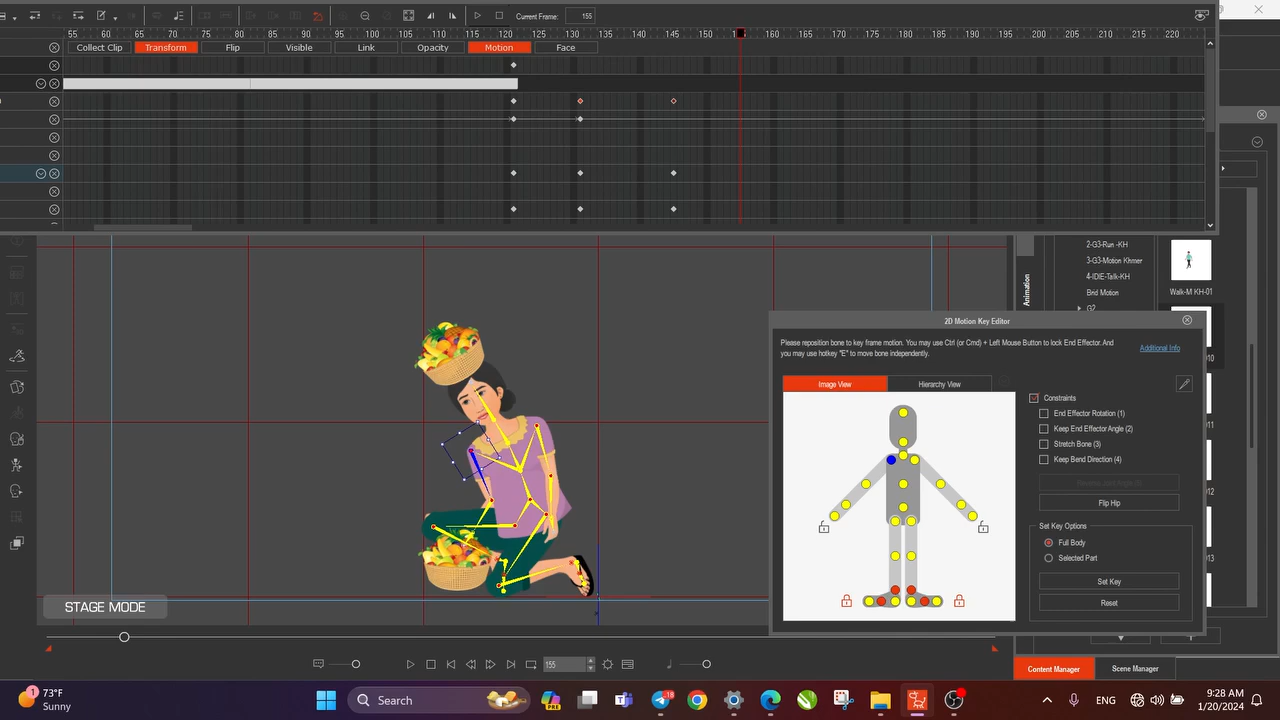 Current Frame: 155
55 60 65 70 75 80 85 90 95 100 105 110 115 120 125 130 135 140 145 150 155 160 165 170 175 180 185 190 195 200 205 210 215 220
Collect Clip Transform Flip Visible Link Opacity Motion Face
2-G3-Run -KH
3-G3-Motion Khmer
4-IDIE-Talk-KH
Bnd Motion
G2
Animation
Walk-M KH-01
2D Motion Key Editor
Please reposition bone to key frame motion. You may use Ctrl (or Cmd) + Left Mouse Button to lock End Effector. And
you may use hotkey "E" to move bone independently.
Additional Info
Image View Hierarchy View
Constraints
End Effector Rotation (1)
Keep End Effector Angle (2)
Stretch Bone (3)
Keep Bend Direction (4)
Flip Hip
Set Key Options
Full Body
Selected Part
Set Key
Reset
STAGE MODE
155
Content Manager Scene Manager
1
73°F
Sunny
Search
PRE
ENG
9:28 AM
1/20/2024